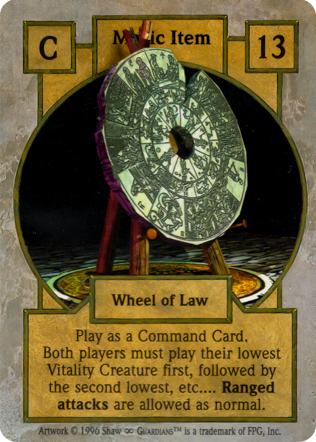 C
Magic Item
13
Wheel of Law
Play as a Command Card.
Both players must play their lowest
Vitality Creature first, followed by
the second lowest, etc.... Ranged
attacks are allowed as normal.
Artwork © 1996 Shaw ∞ GUARDIANS™ is a trademark of FPG, Inc.